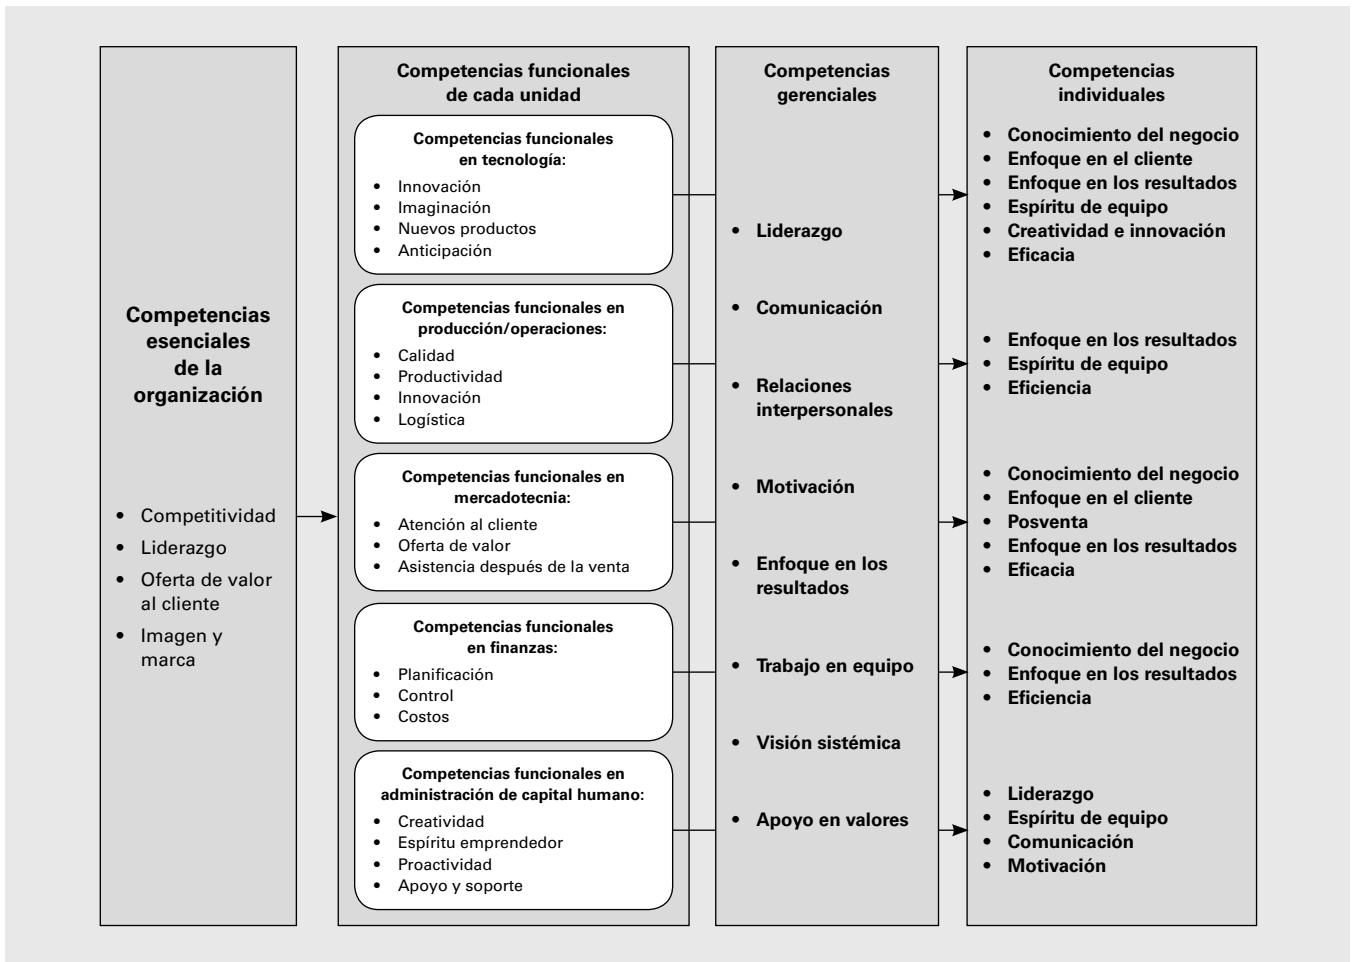 Competencias
esenciales
de la
organización
• Competitividad
• Liderazgo
• Oferta de valor
al cliente
• Imagen y
marca
Competencias funcionales
de cada unidad
Competencias funcionales
en tecnología:
• Innovación
• Imaginación
• Nuevos productos
• Anticipación
Competencias funcionales en
producción/operaciones:
• Calidad
• Productividad
• Innovación
• Logística
Competencias funcionales en
mercadotecnia:
• Atención al cliente
• Oferta de valor
• Asistencia después de la venta
Competencias funcionales
en finanzas:
• Planificación
• Control
• Costos
Competencias funcionales en
administración de capital humano:
• Creatividad
• Espíritu emprendedor
• Proactividad
• Apoyo y soporte
Competencias
gerenciales
• Liderazgo
• Comunicación
• Relaciones
interpersonales
• Motivación
• Enfoque en los
resultados
• Trabajo en equipo
• Visión sistémica
• Apoyo en valores
Competencias
individuales
• Conocimiento del negocio
• Enfoque en el cliente
• Enfoque en los resultados
• Espíritu de equipo
• Creatividad e innovación
• Eficacia
• Enfoque en los resultados
• Espíritu de equipo
• Eficiencia
• Conocimiento del negocio
• Enfoque en el cliente
• Posventa
• Enfoque en los resultados
• Eficacia
• Conocimiento del negocio
• Enfoque en los resultados
• Eficiencia
• Liderazgo
• Espíritu de equipo
• Comunicación
• Motivación